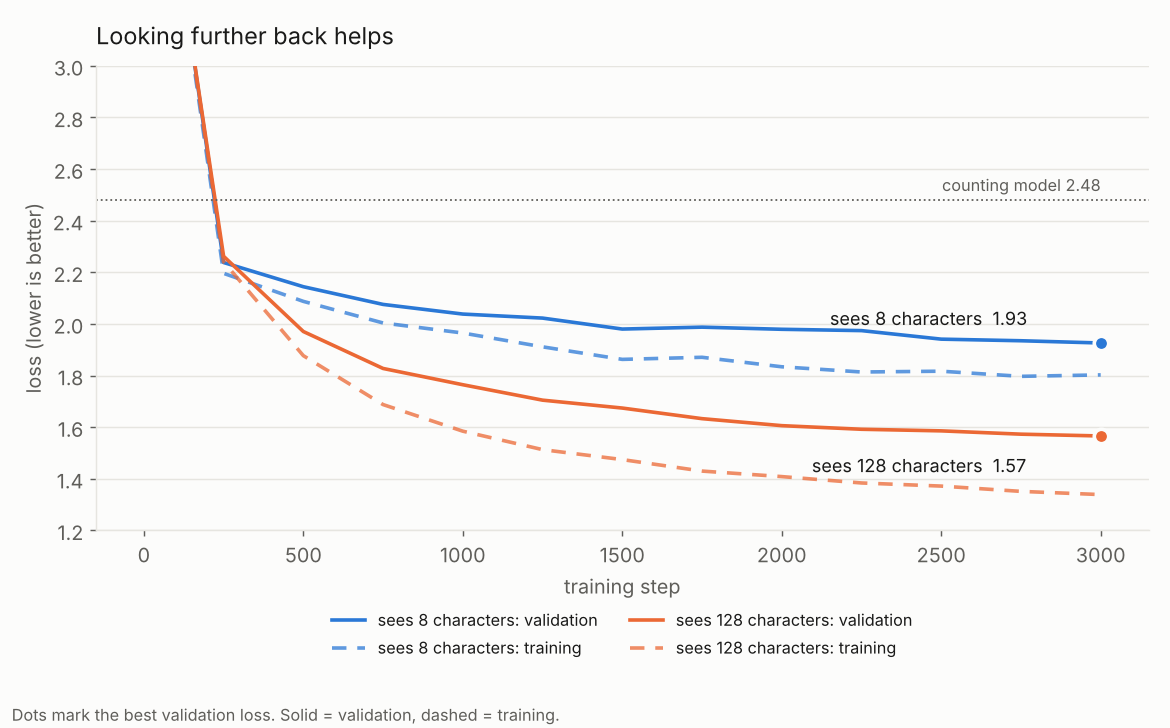 Looking further back helps
3.0
2.8
2.6
2.4
2.2
2.0
1.8
1.6
1.4
1.2
loss (lower is better)
counting model 2.48
sees 8 characters 1.93
sees 128 characters 1.57
0 500 1000 1500 2000 2500 3000
training step
sees 8 characters: validation sees 128 characters: validation
sees 8 characters: training sees 128 characters: training
Dots mark the best validation loss. Solid = validation, dashed = training.